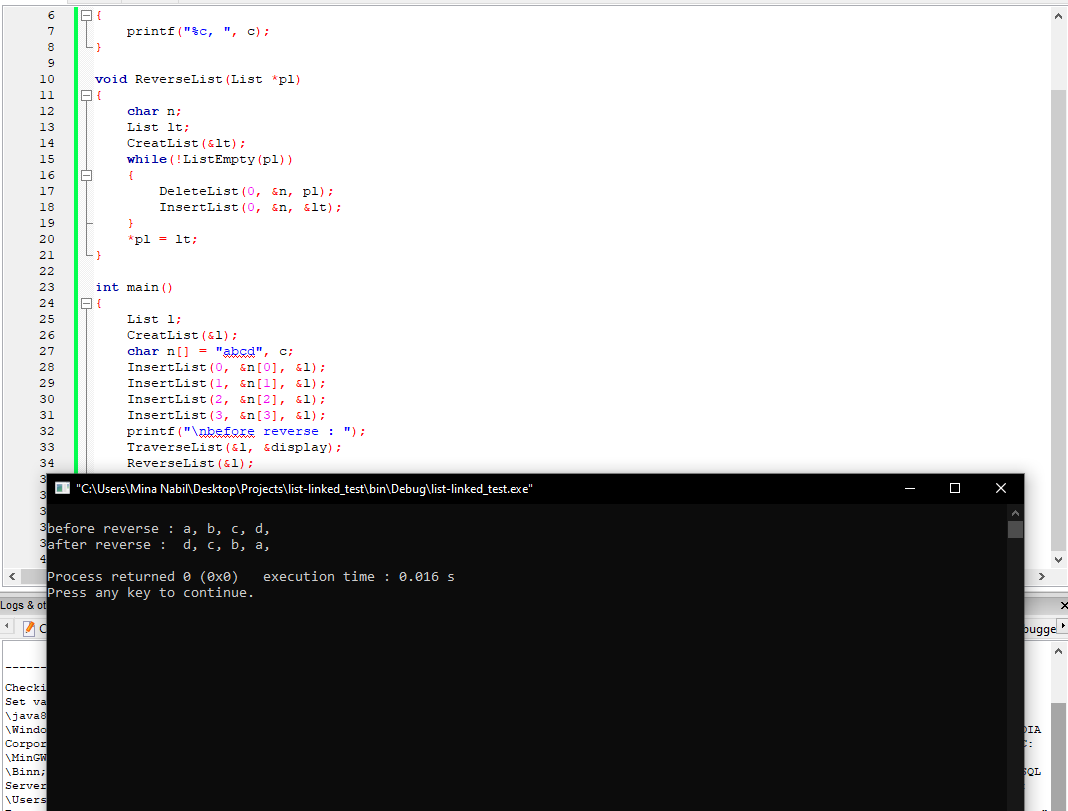 6 {
7 printf("%c, ", c);
8 }
9
10 void ReverseList(List *pl)
11 {
12 char n;
13 List lt;
14 CreatList(&lt);
15 while(!ListEmpty(pl))
16 {
17 DeleteList(0, &n, pl);
18 InsertList(0, &n, &lt);
19 }
20 *pl = lt;
21 }
22
23 int main()
24 {
25 List l;
26 CreatList(&l);
27 char n[] = "abcd", c;
28 InsertList(0, &n[0], &l);
29 InsertList(1, &n[1], &l);
30 InsertList(2, &n[2], &l);
31 InsertList(3, &n[3], &l);
32 printf("\nbefore reverse : ");
33 TraverseList(&l, &display);
34 ReverseList(&l);
"C:\Users\Mina Nabil\Desktop\Projects\list-linked_test\bin\Debug\list-linked_test.exe"
before reverse : a, b, c, d,
after reverse :  d, c, b, a,
Process returned 0 (0x0)   execution time : 0.016 s
Press any key to continue.
Logs & ot
C
ougge
------
Checki
Set va
\java8
\Windo
DIA
Corpor
C:
\MinGW
\Binn;
SQL
Server
\Users